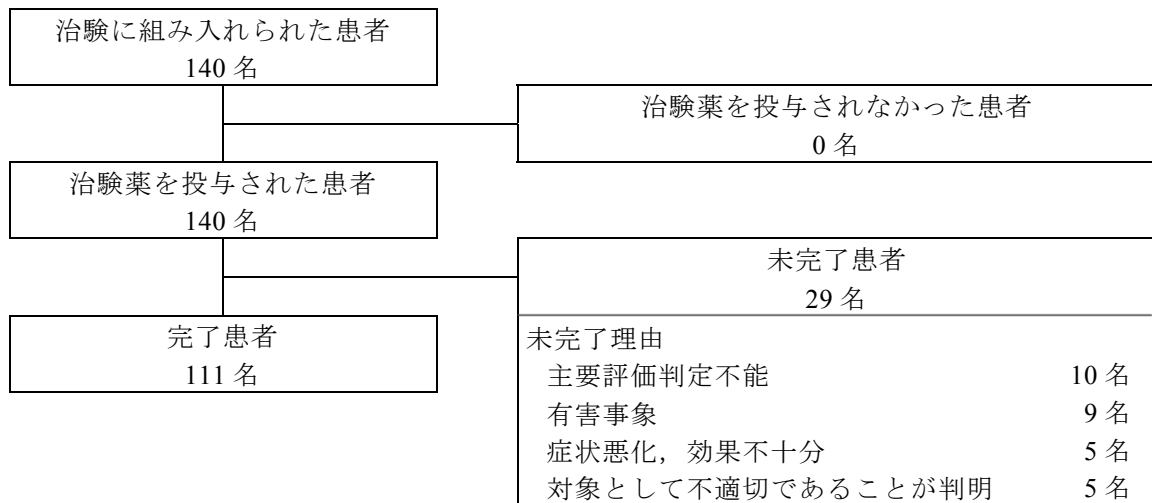 治験に組み入れられた患者
140 名
治験薬を投与されなかった患者
0 名
治験薬を投与された患者
140 名
未完了患者
29 名
完了患者
111 名
未完了理由
主要評価判定不能 10 名
有害事象 9 名
症状悪化，効果不十分 5 名
対象として不適切であることが判明 5 名